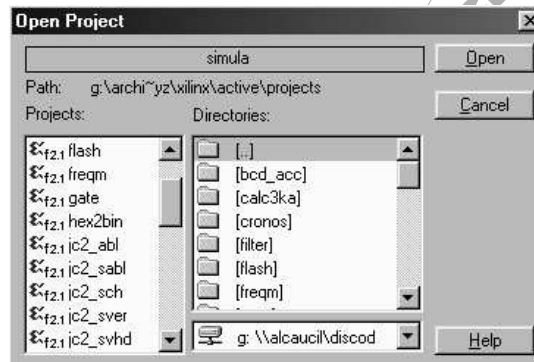 Open Project
simula
Open
Path: g:\archi~yz\xilinx\active\projects
Cancel
Projects:
Directories:
f2.1 flash
f2.1 freqm
f2.1 gate
f2.1 hex2bin
f2.1 jc2_abl
f2.1 jc2_sabl
f2.1 jc2_sch
f2.1 jc2_sver
f2.1 jc2_svhd
[..]
[bcd_acc]
[calc3ka]
[cronos]
[filter]
[flash]
[freqm]
g: \\alcaucil\discod
Help